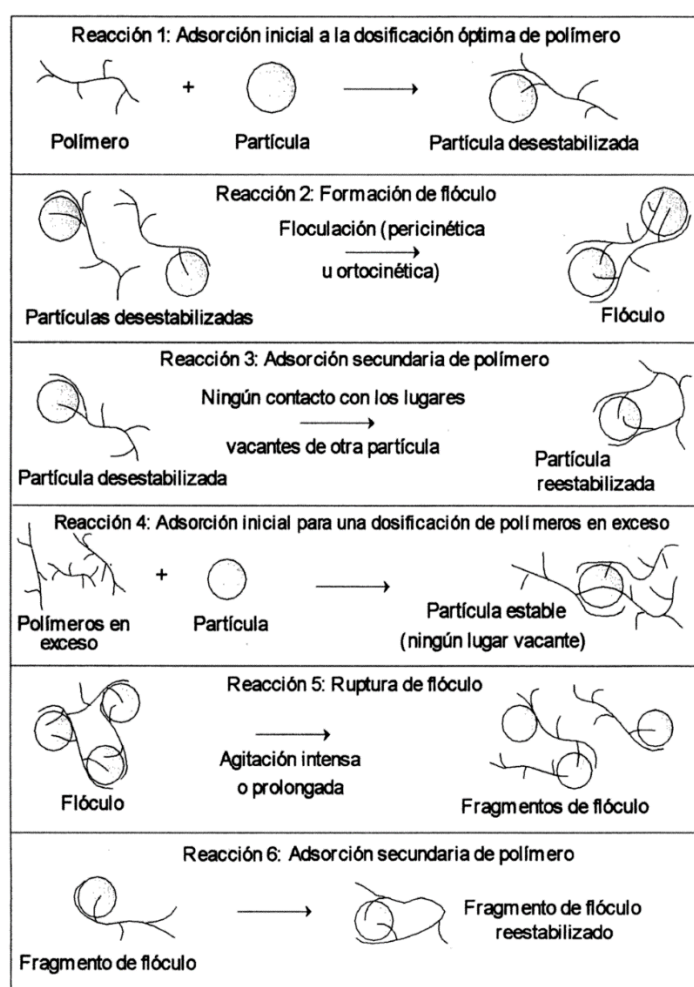 Reacción 1: Adsorción inicial a la dosificación óptima de polímero
+
Polímero
Partícula
Partícula desestabilizada
Reacción 2: Formación de flóculo
Floculación (pericinética
u ortocinética)
Partículas desestabilizadas
Flóculo
Reacción 3: Adsorción secundaria de polímero
Ningún contacto con los lugares
vacantes de otra partícula
Partícula desestabilizada
Partícula
reestabilizada
Reacción 4: Adsorción inicial para una dosificación de polímeros en exceso
+
Polímeros en
exceso
Partícula
Partícula estable
(ningún lugar vacante)
Reacción 5: Ruptura de flóculo
Agitación intensa
o prolongada
Flóculo
Fragmentos de flóculo
Reacción 6: Adsorción secundaria de polímero
Fragmento de flóculo
Fragmento de flóculo
reestabilizado